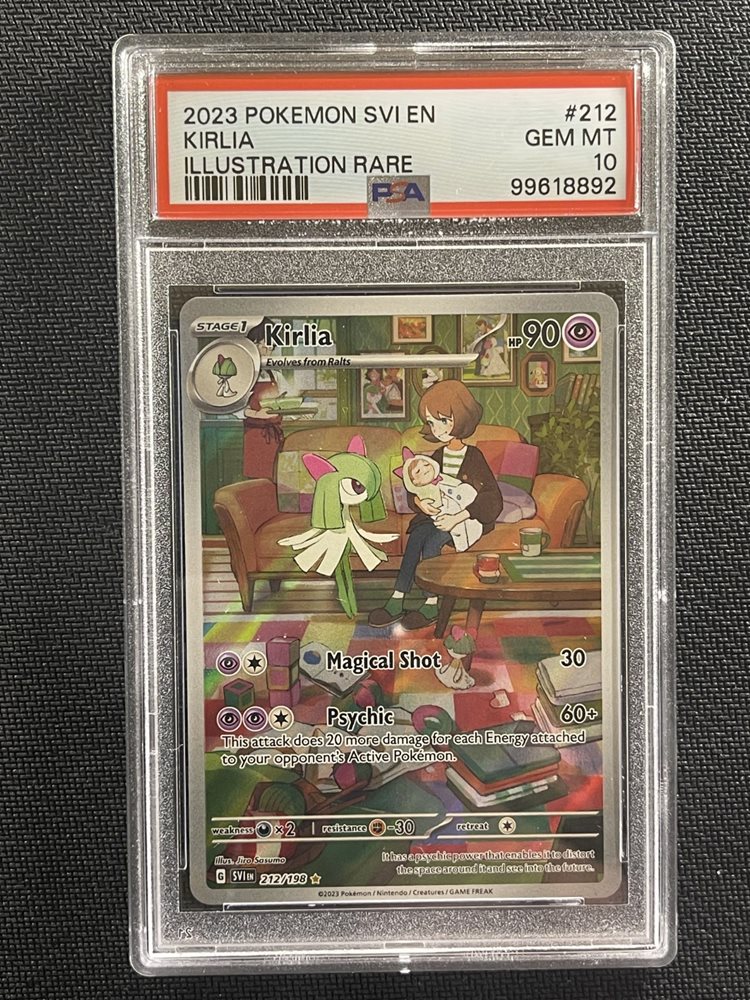 2023 POKEMON SVI EN #212
KIRLIA GEM MT
ILLUSTRATION RARE 10
PSA 99618892
STAGE 1 Kirlia HP 90
Evolves from Ralts
Magical Shot 30
Psychic 60+
This attack does 20 more damage for each Energy attached
to your opponent's Active Pokémon.
weakness ×2 resistance -30 retreat
Illus. Jiro Sasumo
It has a psychic power that enables it to distort
the space around it and see into the future.
G SVI EN 212/198
©2023 Pokémon / Nintendo / Creatures / GAME FREAK